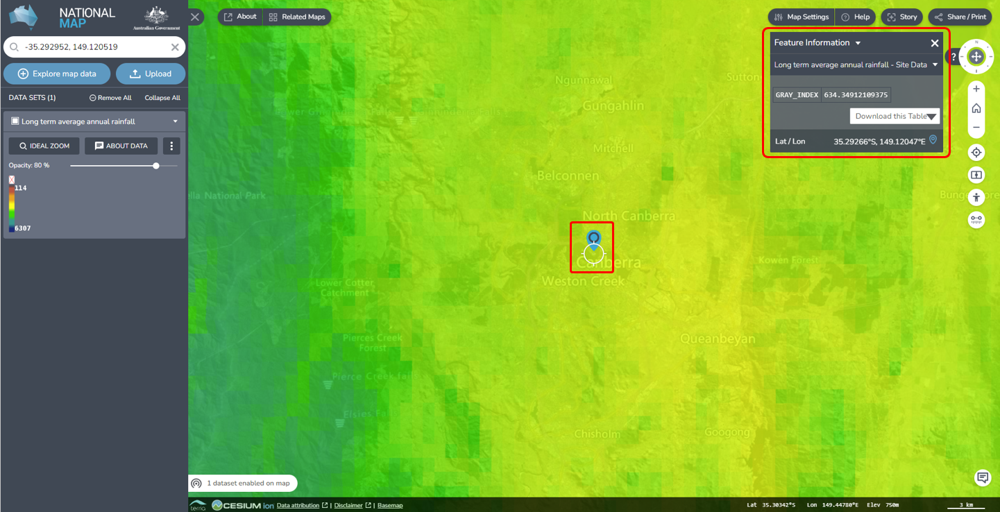 NATIONAL
MAP
Australian Government
-35.292952, 149.120519
Explore map data
Upload
DATA SETS (1)
Remove All
Collapse All
Long term average annual rainfall
IDEAL ZOOM
ABOUT DATA
Opacity: 80 %
114
6307
About
Related Maps
Map Settings
Help
Story
Share / Print
Feature Information
Long term average annual rainfall - Site Data
GRAY_INDEX 634.34912109375
Download this Table
Lat / Lon 35.29266°S, 149.12047°E
?
N
Ngunnawal
Sutton
Gungahlin
Mitchell
Belconnen
ella National Park
North Canberra
Canberra
Weston Creek
Kowen Forest
Lower Cotter
Catchment
Pierces Creek
Forest
Queanbeyan
Pierce Creek fall
Elsies Falls
Chisholm
Googong
1 dataset enabled on map
terria
CESIUM ion Data attribution | Disclaimer | Basemap
Lat 35.30342°S Lon 149.44780°E Elev 750m
3 km